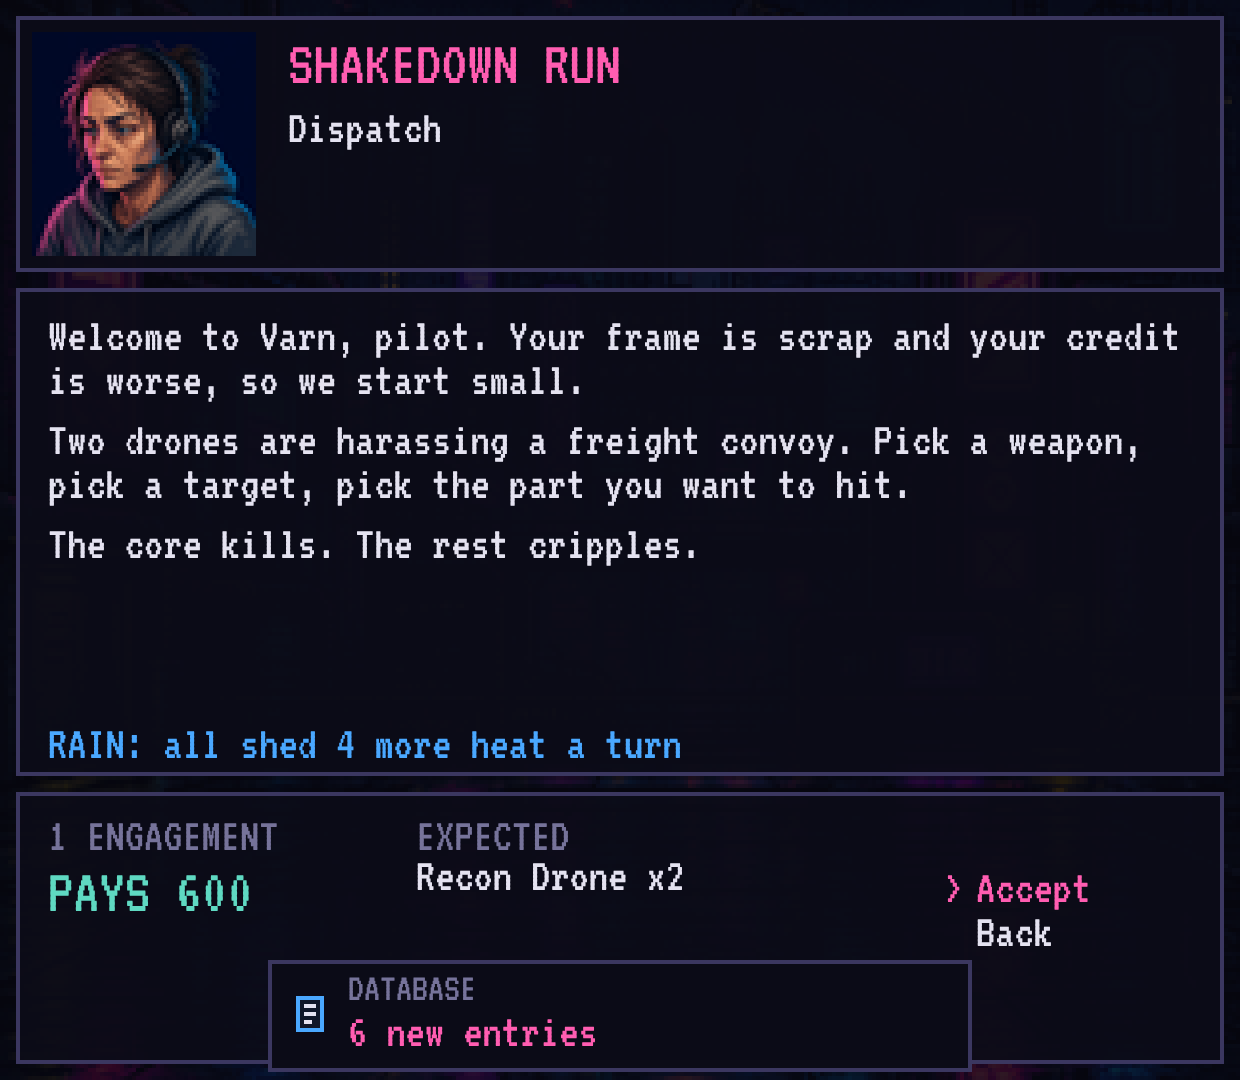 SHAKEDOWN RUN
Dispatch
Welcome to Varn, pilot. Your frame is scrap and your credit
is worse, so we start small.
Two drones are harassing a freight convoy. Pick a weapon,
pick a target, pick the part you want to hit.
The core kills. The rest cripples.
RAIN: all shed 4 more heat a turn
1 ENGAGEMENT
PAYS 600
EXPECTED
Recon Drone x2
> Accept
Back
DATABASE
6 new entries